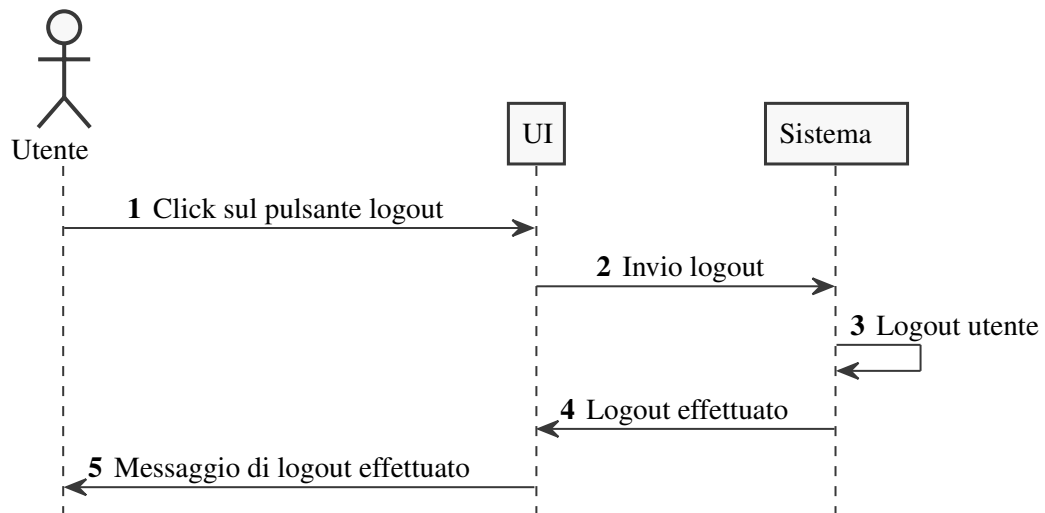 Utente
UI
Sistema
1 Click sul pulsante logout
2 Invio logout
3 Logout utente
4 Logout effettuato
5 Messaggio di logout effettuato